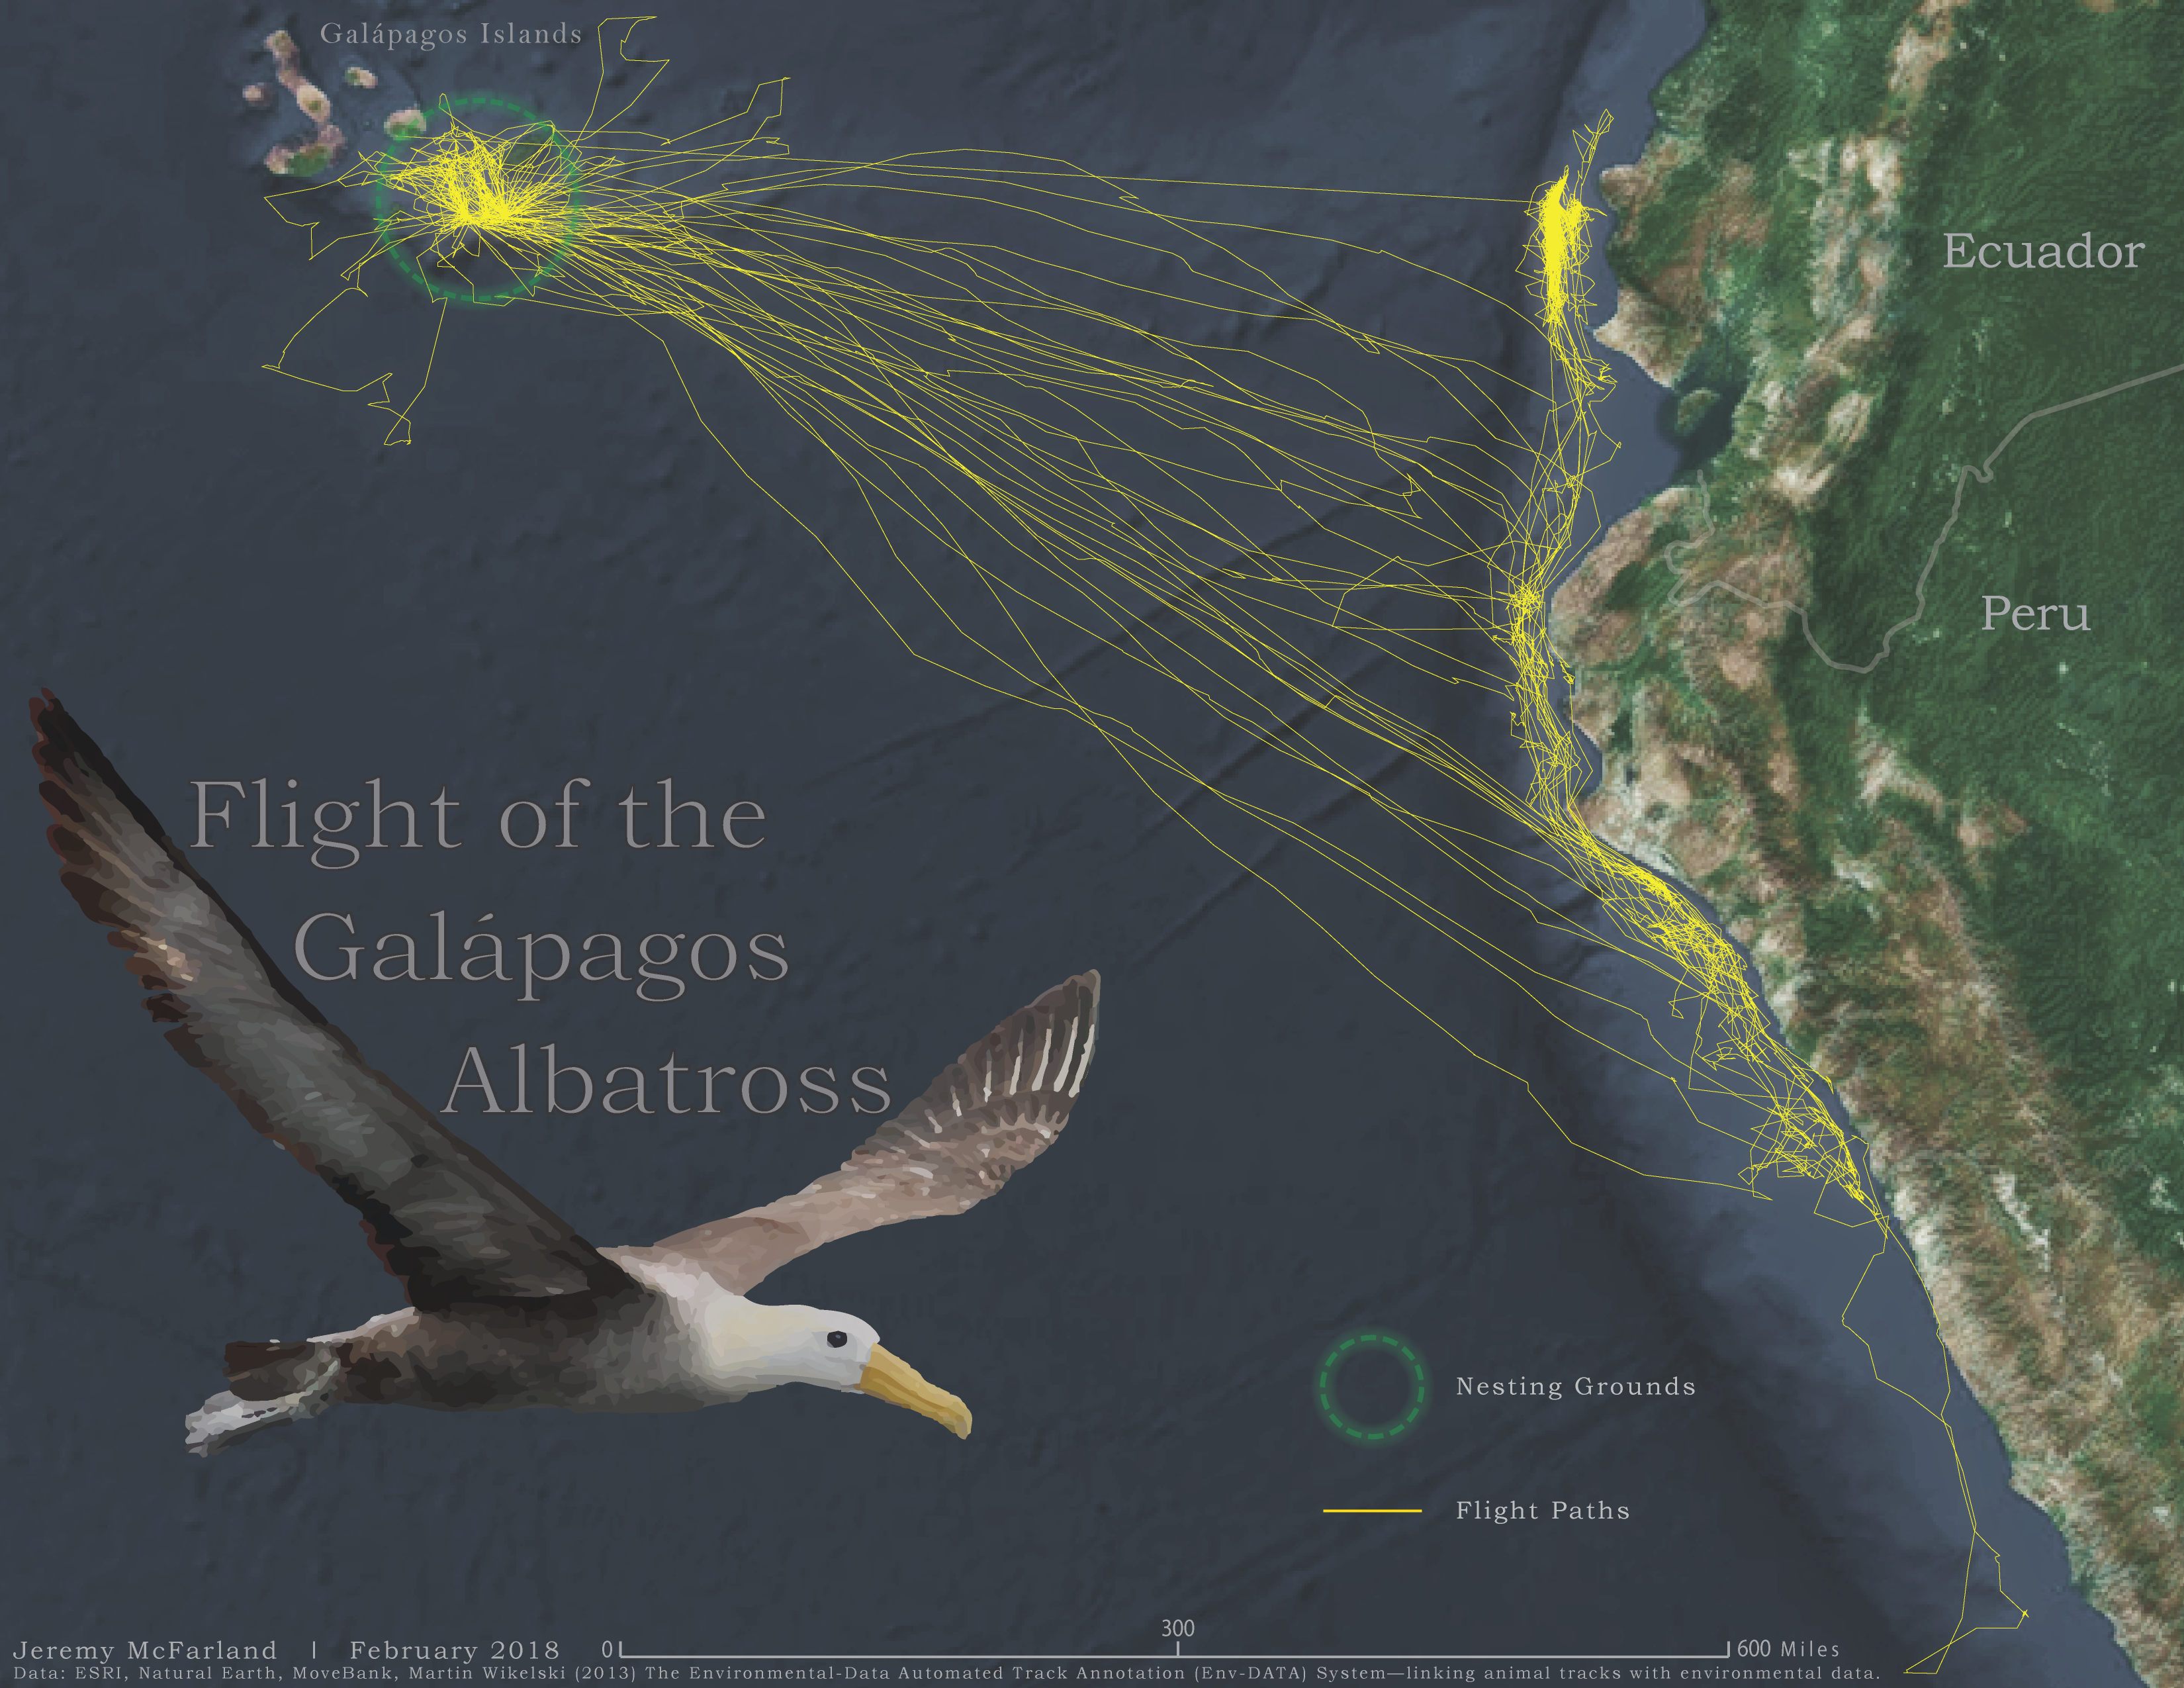 Galápagos Islands
Ecuador
Peru
Flight of the
Galápagos
Albatross
Nesting Grounds
Flight Paths
Jeremy McFarland | February 2018
0 300 600 Miles
Data: ESRI, Natural Earth, MoveBank, Martin Wikelski (2013) The Environmental-Data Automated Track Annotation (Env-DATA) System—linking animal tracks with environmental data.